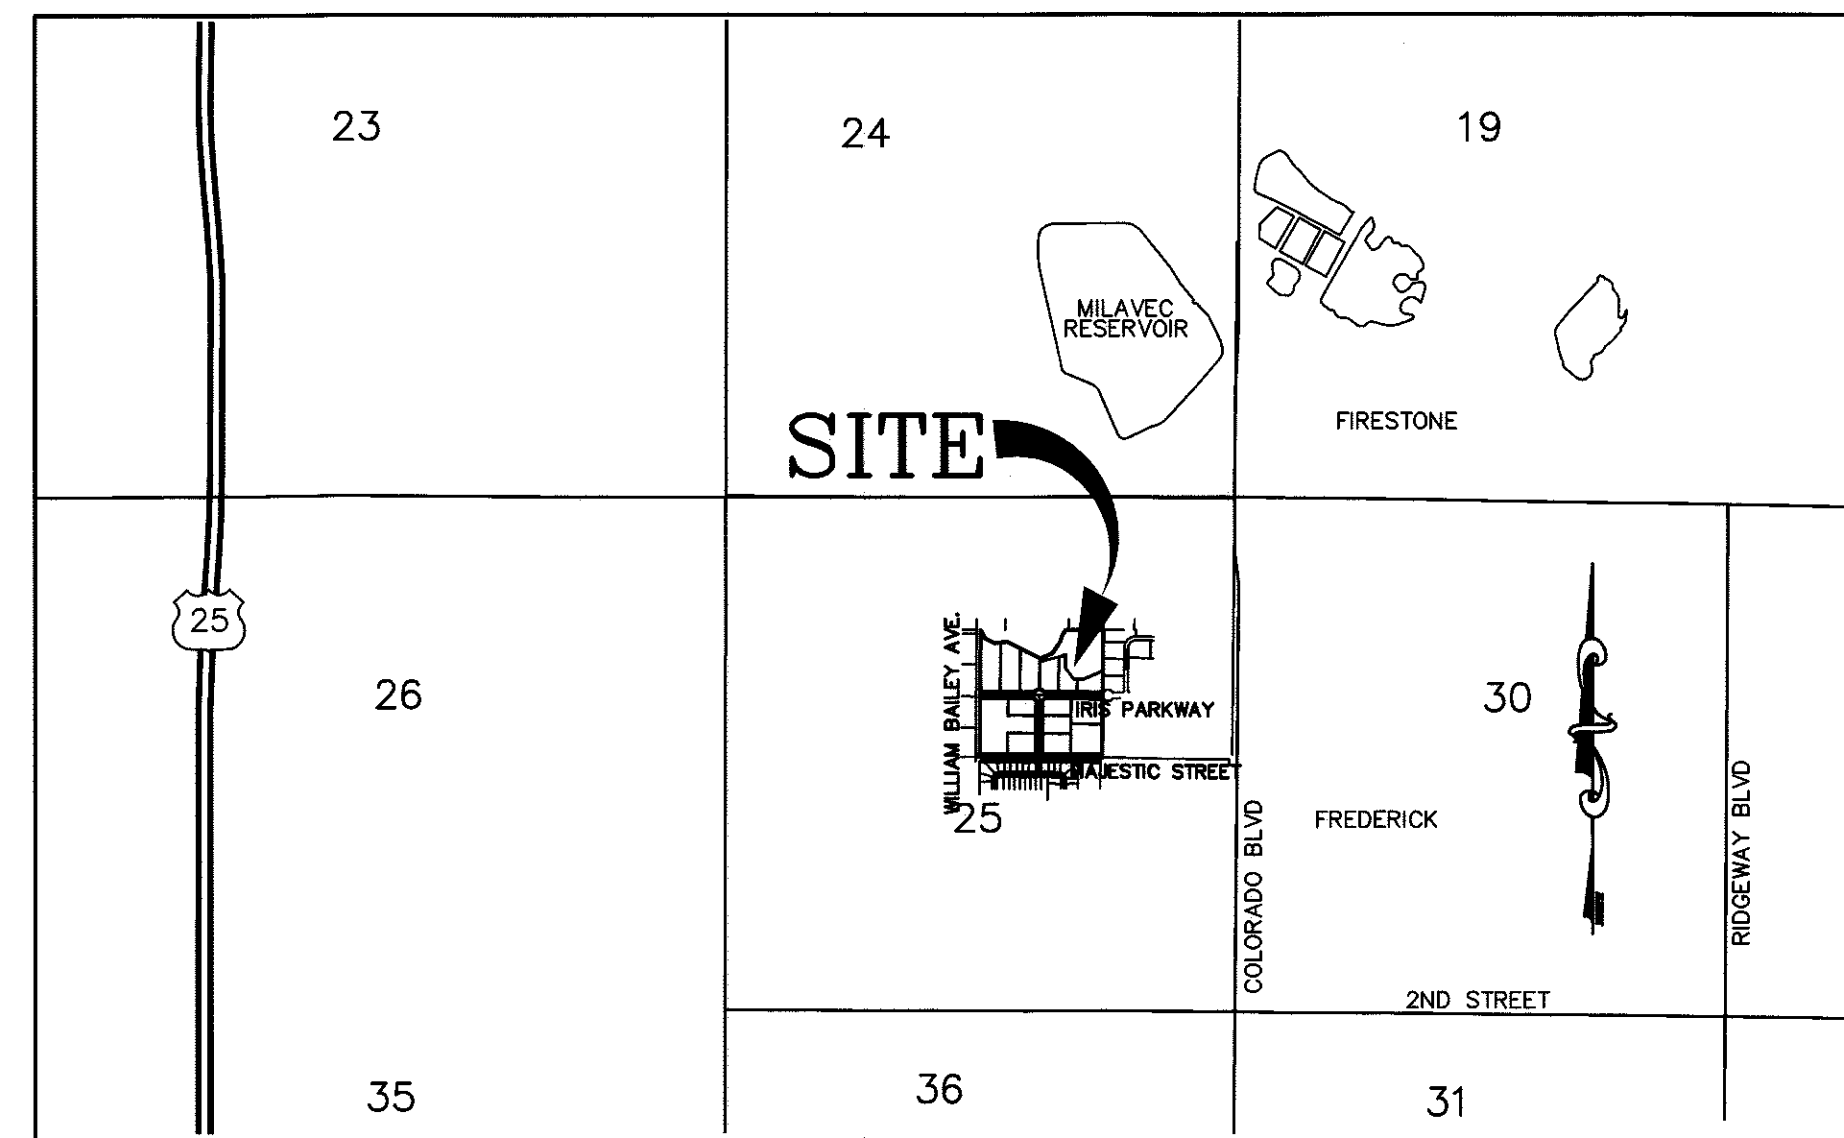 23
24
19
MILAVEC
RESERVOIR
FIRESTONE
SITE
25
26
WILLIAM BAILEY AVE.
IRIS PARKWAY
MAJESTIC STREET
25
30
FREDERICK
COLORADO BLVD
RIDGEWAY BLVD
2ND STREET
35
36
31